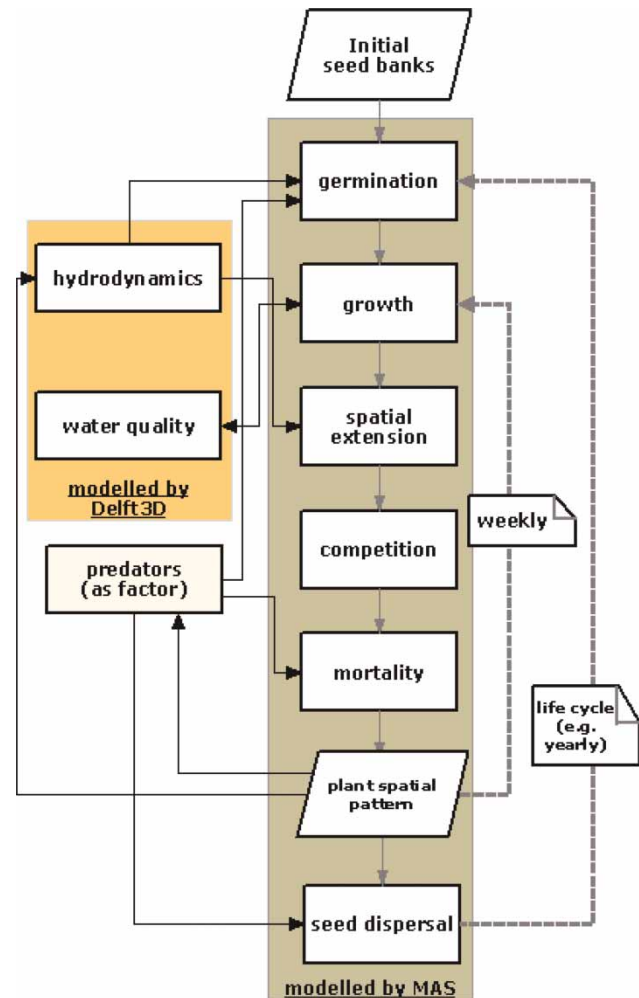 Initial
seed banks
germination
hydrodynamics
growth
water quality
spatial
extension
modelled by
Delft3D
weekly
competition
predators
(as factor)
mortality
life cycle
(e.g.
yearly)
plant spatial
pattern
seed dispersal
modelled by MAS